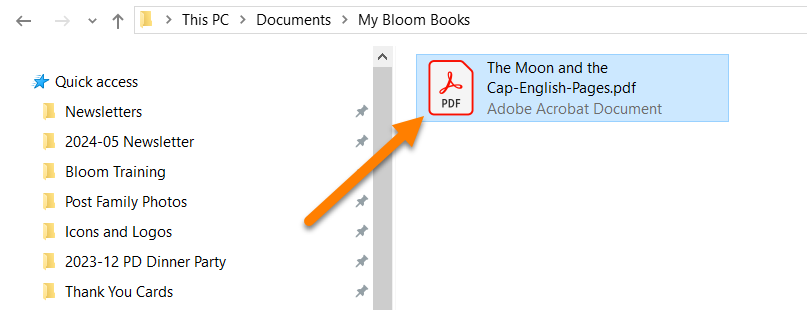 This PC > Documents > My Bloom Books
Quick access
Newsletters
2024-05 Newsletter
Bloom Training
Post Family Photos
Icons and Logos
2023-12 PD Dinner Party
Thank You Cards
PDF
The Moon and the
Cap-English-Pages.pdf
Adobe Acrobat Document